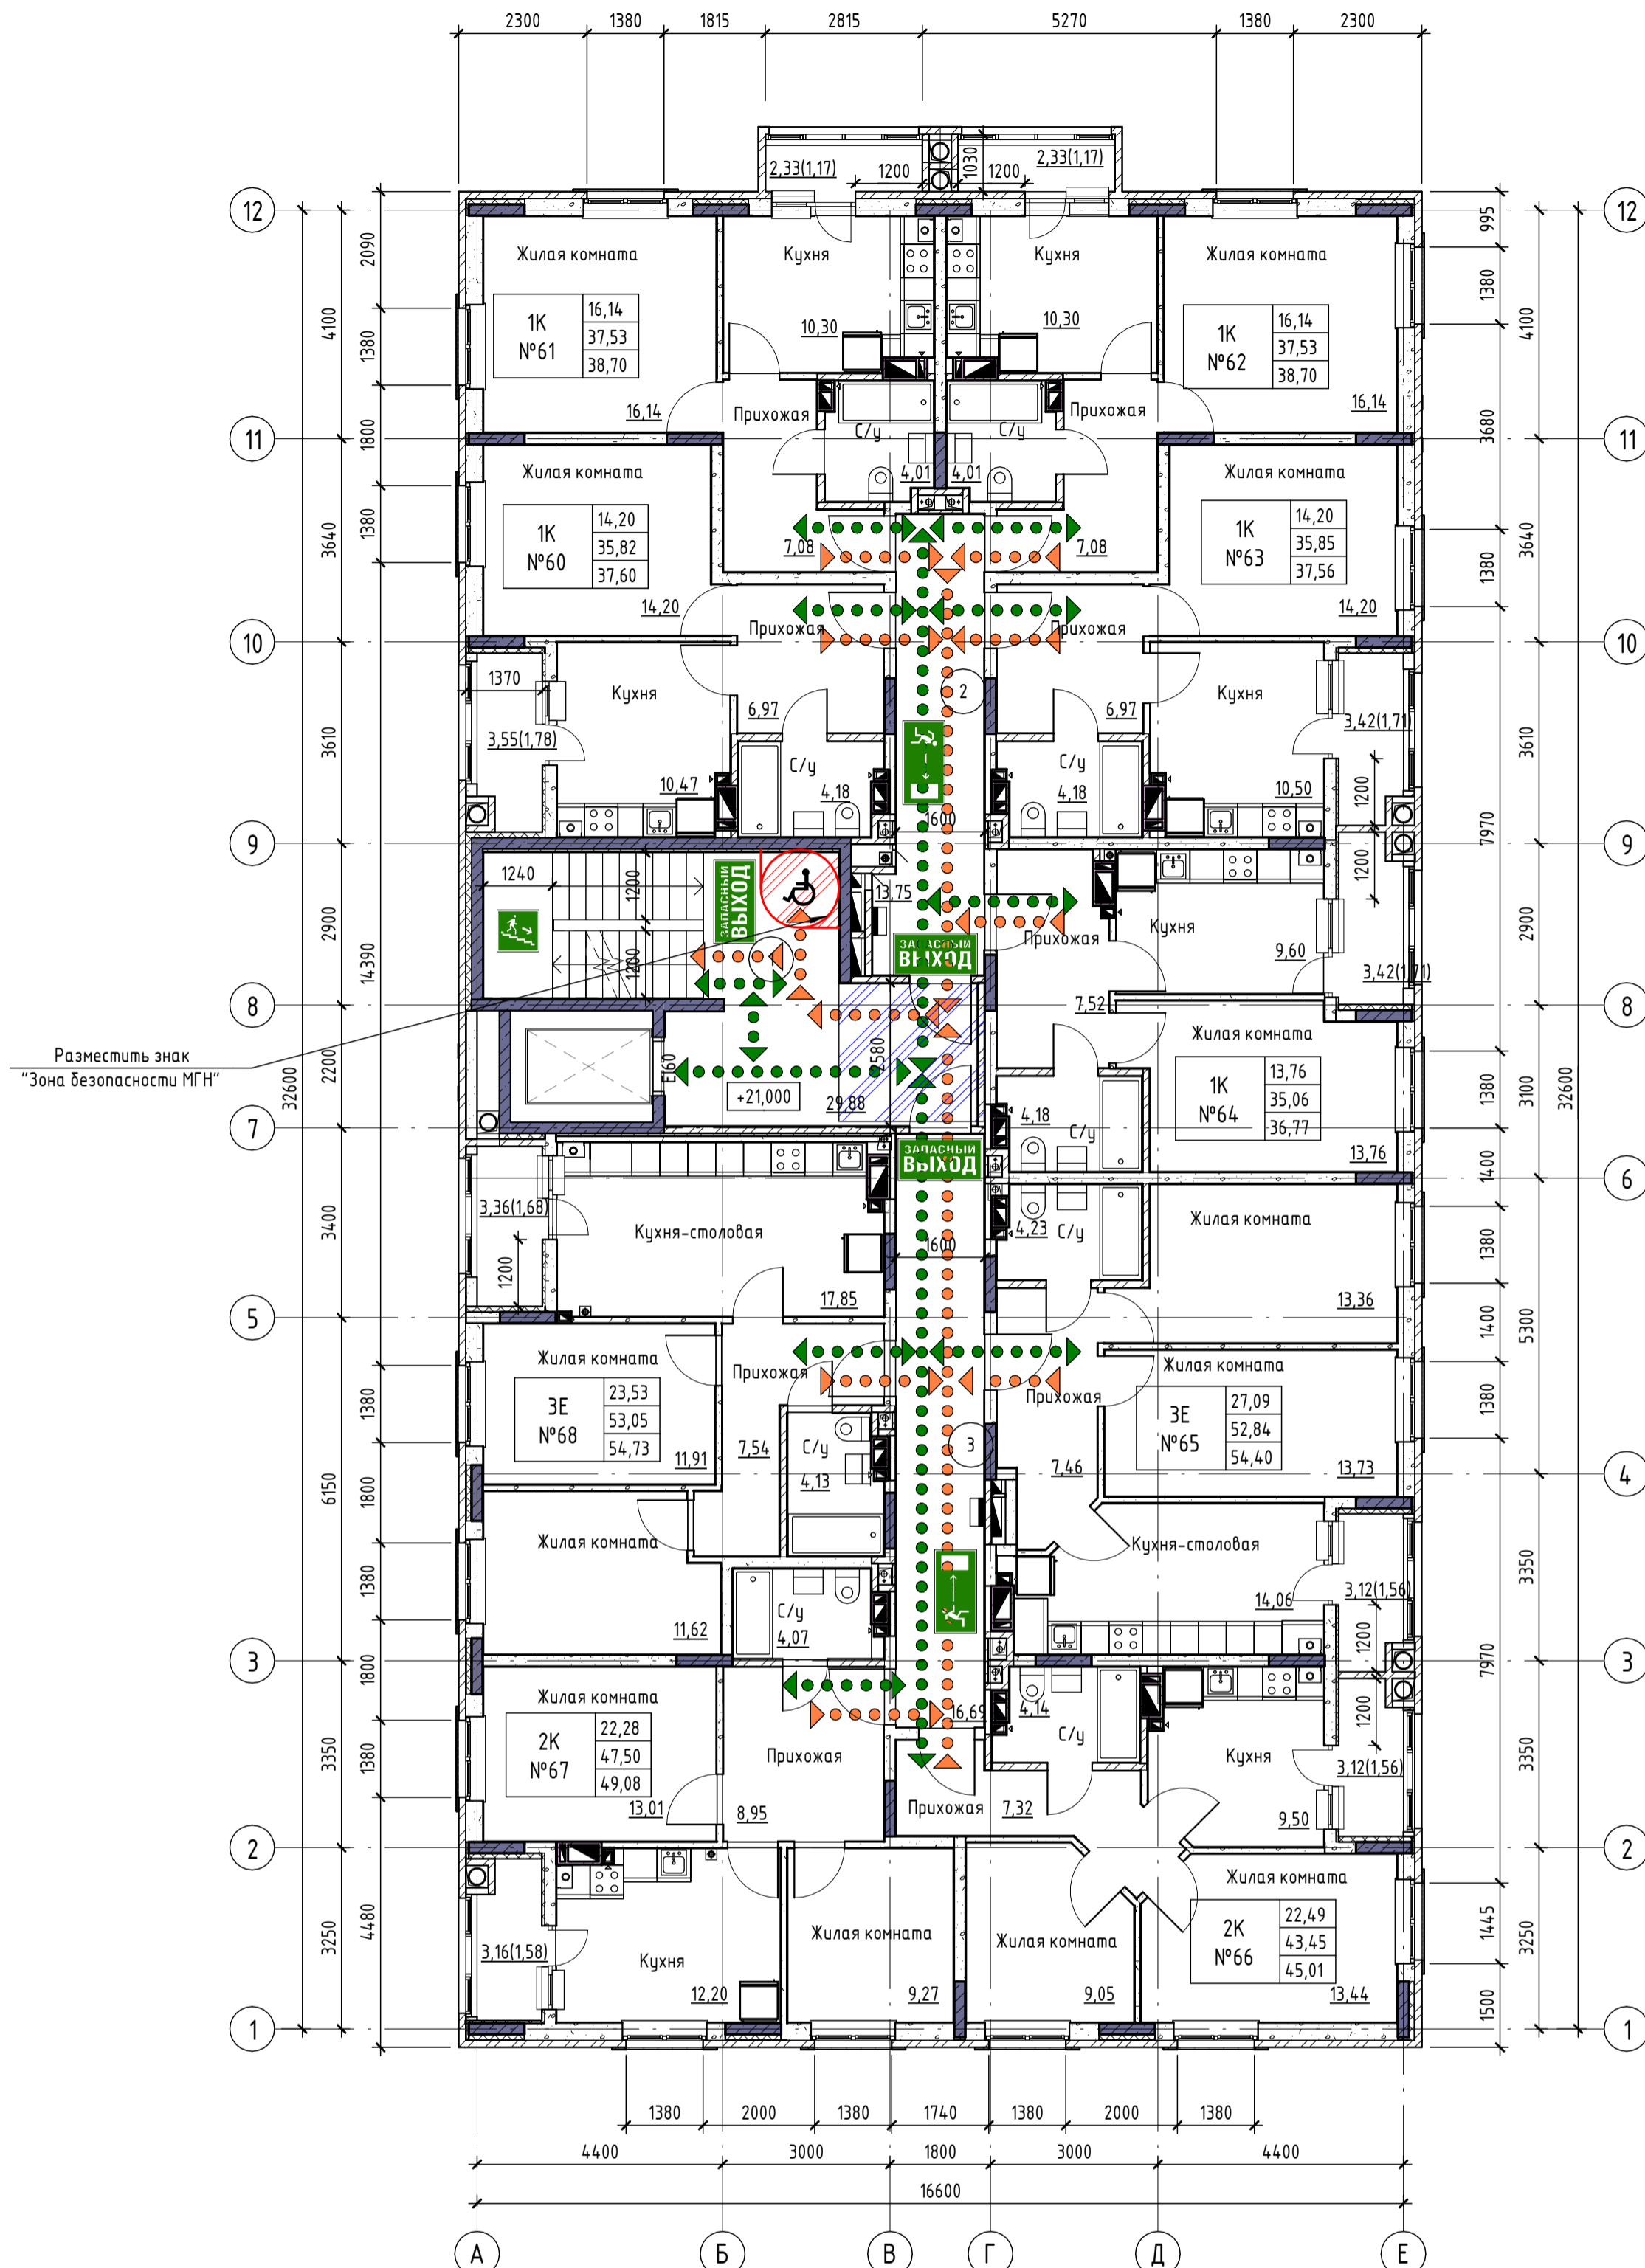 2300 1380 1815 2815 5270 1380 2300
2,33(1,17) 1200 1030 1200 2,33(1,17)
12 12
2090 4100 1380 1800 1380 3640
995 1380 4100 3680 3640 1380
Жилая комната Кухня Кухня Жилая комната
1К №61 16,14 37,53 38,70
10,30 10,30
1К №62 16,14 37,53 38,70
16,14 Прихожая С/у С/у Прихожая 16,14
4,01 4,01
11 11
Жилая комната Жилая комната
1К №60 14,20 35,82 37,60
7,08 7,08
1К №63 14,20 35,85 37,56
14,20 Прихожая Прихожая 14,20
10 10
1370 Кухня 6,97 2 6,97 Кухня
3,55(1,78) 3,42(1,71)
3610 3610
С/у С/у
10,47 4,18 4,18 10,50 1200
1600
9 9
7970
1240 1200 1200
ЗАПАСНЫЙ
ВЫХОД
13,75
1200
Кухня
2900 14390 2900
ЗАПАСНЫЙ
ВЫХОД
Прихожая 9,60
3,42(1,71)
8 8
7,52
Разместить знак
"Зона безопасности МГН"
32600 2200 EI60 2580
+21,000 29,88
Жилая комната
1К №64 13,76 35,06 36,77
1380 3100 32600
4,18 С/у 13,76
7
ЗАПАСНЫЙ
ВЫХОД
1400
6
3,36(1,68) Кухня-столовая
3400 1200 17,85
1600
4,23 С/у Жилая комната
13,36
1380
5
1400 5300
Жилая комната Прихожая
3Е №68 23,53 53,05 54,73
11,91 7,54 С/у 4,13
Жилая комната
Прихожая
3Е №65 27,09 52,84 54,40
3 7,46 13,73
1380 1380
4
6150 1800
Жилая комната 11,62
Кухня-столовая 14,06
3,12(1,56) 1200
1380 3350
С/у 4,07
3 3
1800 7970
Жилая комната
2К №67 22,28 47,50 49,08
13,01 Прихожая 8,95
16,69 4,14 С/у
Прихожая 7,32
Кухня 9,50
1200 3,12(1,56)
3350 1380 3350
2 2
3250 4480
3,16(1,58) Кухня 12,20
Жилая комната 9,27
Жилая комната 9,05
Жилая комната
2К №66 22,49 43,45 45,01
13,44
1445 3250 1500
1 1
1380 2000 1380 1740 1380 2000 1380
4400 3000 1800 3000 4400
16600
А Б В Г Д Е